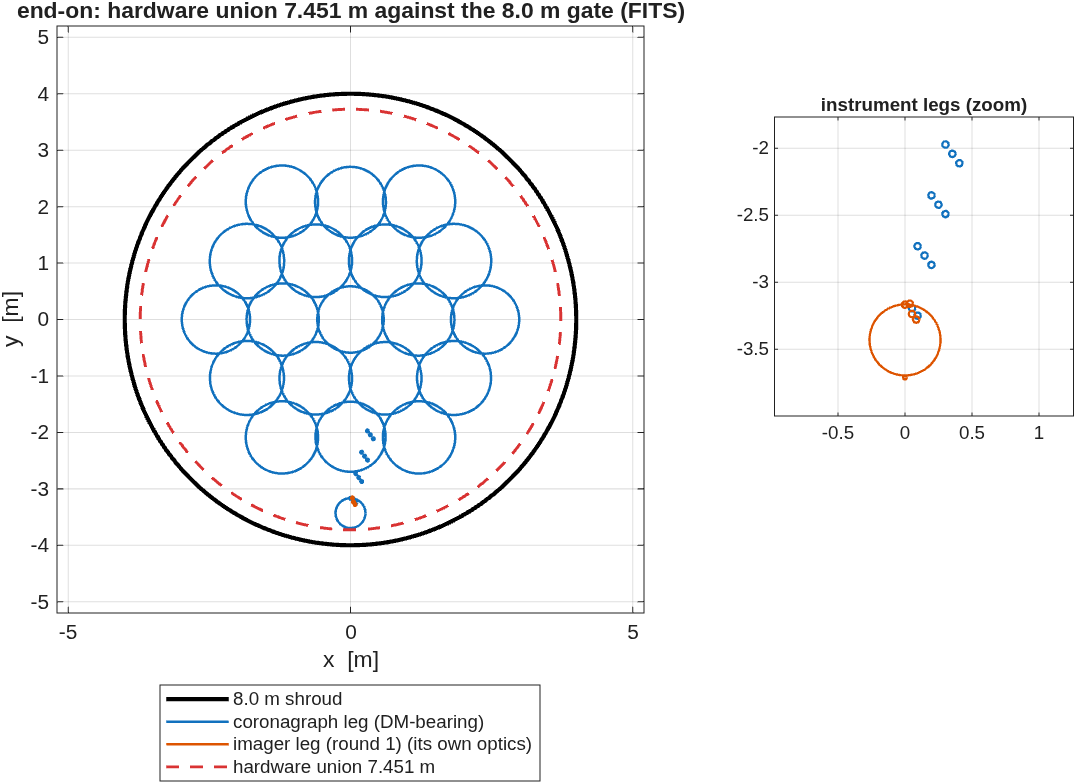 end-on: hardware union 7.451 m against the 8.0 m gate (FITS)
5
4
3
2
1
0
-1
-2
-3
-4
-5
y [m]
-5
0
5
x [m]
8.0 m shroud
coronagraph leg (DM-bearing)
imager leg (round 1) (its own optics)
hardware union 7.451 m
instrument legs (zoom)
-2
-2.5
-3
-3.5
-0.5
0
0.5
1